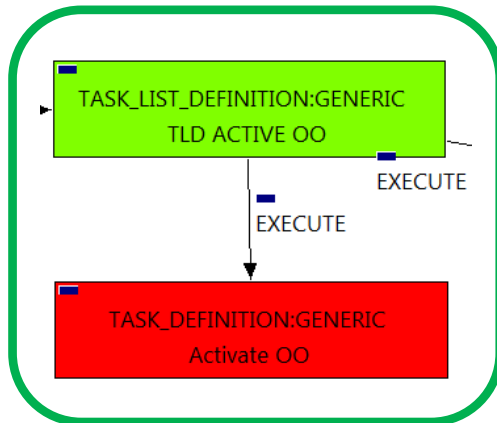 TASK_LIST_DEFINITION:GENERIC
TLD ACTIVE OO
EXECUTE
EXECUTE
TASK_DEFINITION:GENERIC
Activate OO